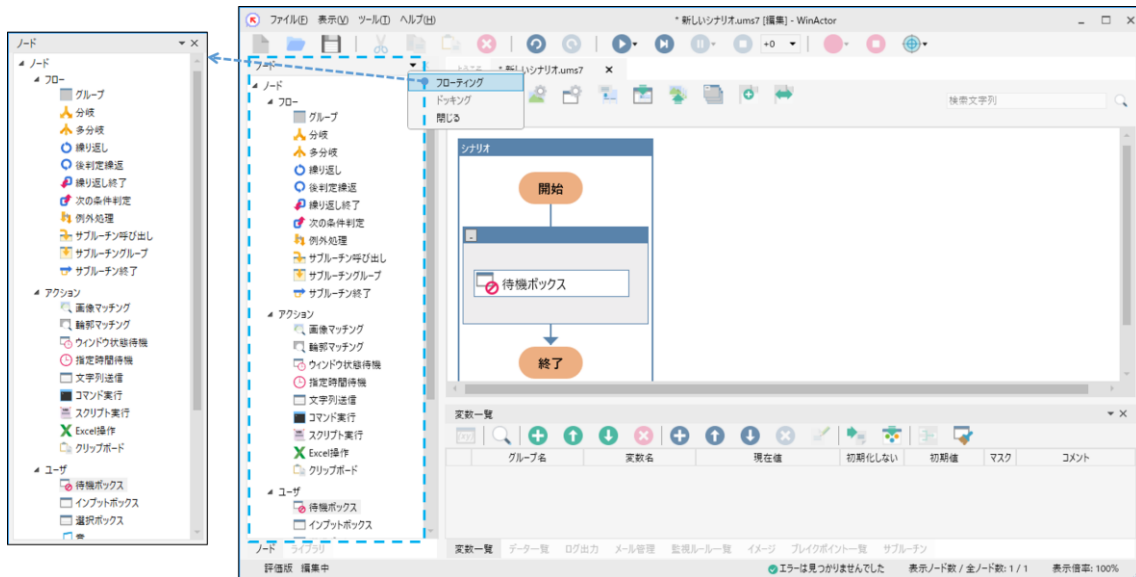 ノード
ノード
フロー
グループ
分岐
多分岐
繰り返し
後判定繰返
繰り返し終了
次の条件判定
例外処理
サブルーチン呼び出し
サブルーチングループ
サブルーチン終了
アクション
画像マッチング
輪郭マッチング
ウィンドウ状態待機
指定時間待機
文字列送信
コマンド実行
スクリプト実行
Excel操作
クリップボード
ユーザ
待機ボックス
インプットボックス
選択ボックス
ファイル(F) 表示(V) ツール(T) ヘルプ(H)
* 新しいシナリオ.ums7 [編集] - WinActor
+0
ノード
ようこそ * 新しいシナリオ.ums7
フローティング
ドッキング
閉じる
検索文字列
ノード
フロー
グループ
分岐
多分岐
繰り返し
後判定繰返
繰り返し終了
次の条件判定
例外処理
サブルーチン呼び出し
サブルーチングループ
サブルーチン終了
アクション
画像マッチング
輪郭マッチング
ウィンドウ状態待機
指定時間待機
文字列送信
コマンド実行
スクリプト実行
Excel操作
クリップボード
ユーザ
待機ボックス
インプットボックス
ノード ライブラリ
シナリオ
開始
待機ボックス
終了
変数一覧
グループ名 変数名 現在値 初期化しない 初期値 マスク コメント
変数一覧 データ一覧 ログ出力 メール管理 監視ルール一覧 イメージ ブレイクポイント一覧 サブルーチン
評価版 編集中
エラーは見つかりませんでした 表示ノード数 / 全ノード数: 1 / 1 表示倍率: 100%